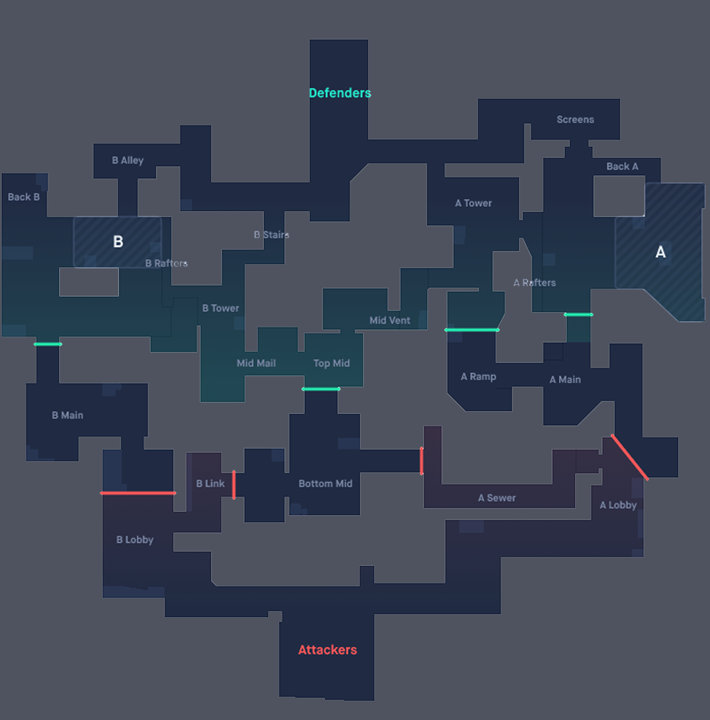 Defenders
Screens
B Alley
Back A
Back B
A Tower
B Stairs
B
A
B Rafters
A Rafters
B Tower
Mid Vent
Mid Mail
Top Mid
A Ramp
A Main
B Main
B Link
Bottom Mid
A Sewer
A Lobby
B Lobby
Attackers